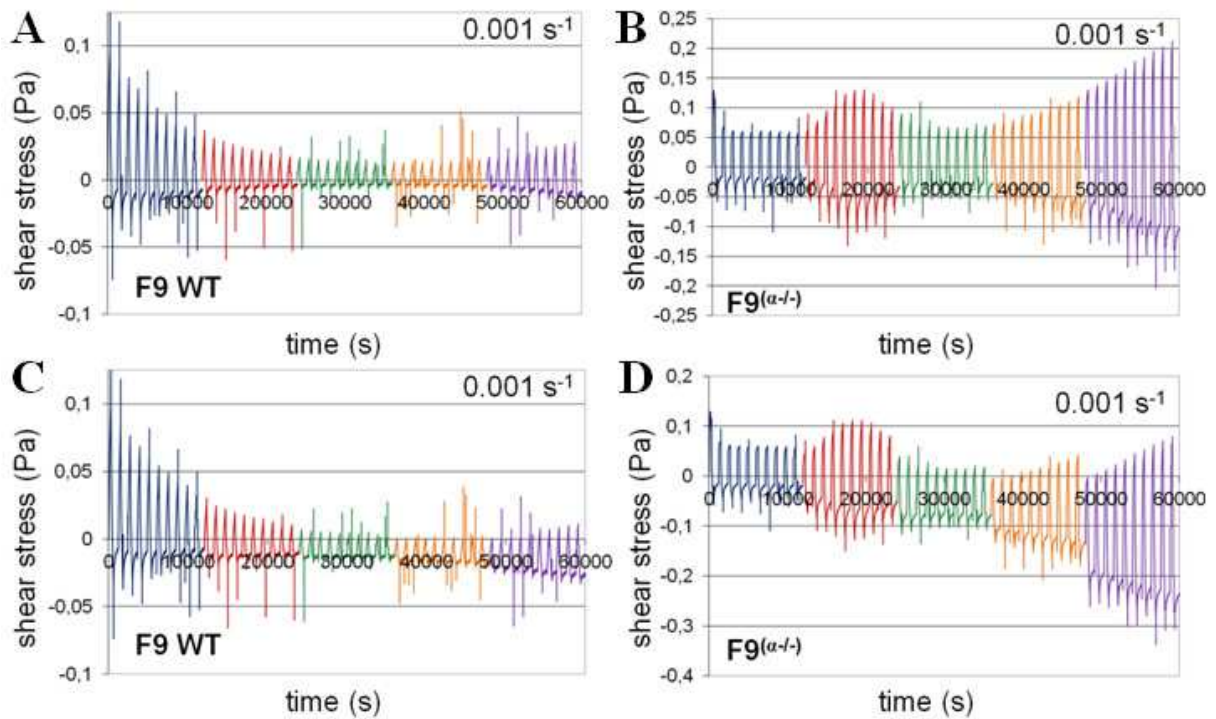 A
0.001 s⁻¹
0,1
0,05
0
-0,05
-0,1
0 10000 20000 30000 40000 50000 60000
shear stress (Pa)
F9 WT
time (s)
B
0.001 s⁻¹
0,25
0,2
0,15
0,1
0,05
0
-0,05
-0,1
-0,15
-0,2
-0,25
0 10000 20000 30000 40000 50000 60000
shear stress (Pa)
F9(α-/-)
time (s)
C
0.001 s⁻¹
0,1
0,05
0
-0,05
-0,1
0 10000 20000 30000 40000 50000 60000
shear stress (Pa)
F9 WT
time (s)
D
0.001 s⁻¹
0,2
0,1
0
-0,1
-0,2
-0,3
-0,4
0 10000 20000 30000 40000 50000 60000
shear stress (Pa)
F9(α-/-)
time (s)